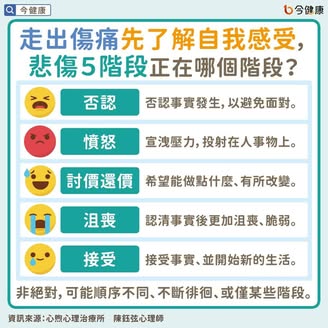 今健康
今健康
走出傷痛先了解自我感受,
悲傷5階段正在哪個階段?
否認
否認事實發生,以避免面對。
憤怒
宣洩壓力,投射在人事物上。
討價還價
希望能做點什麼、有所改變。
沮喪
認清事實後更加沮喪、脆弱。
接受
接受事實、並開始新的生活。
非絕對,可能順序不同、不斷徘徊、或僅某些階段。
資訊來源:心煦心理治療所 陳鈺弦心理師